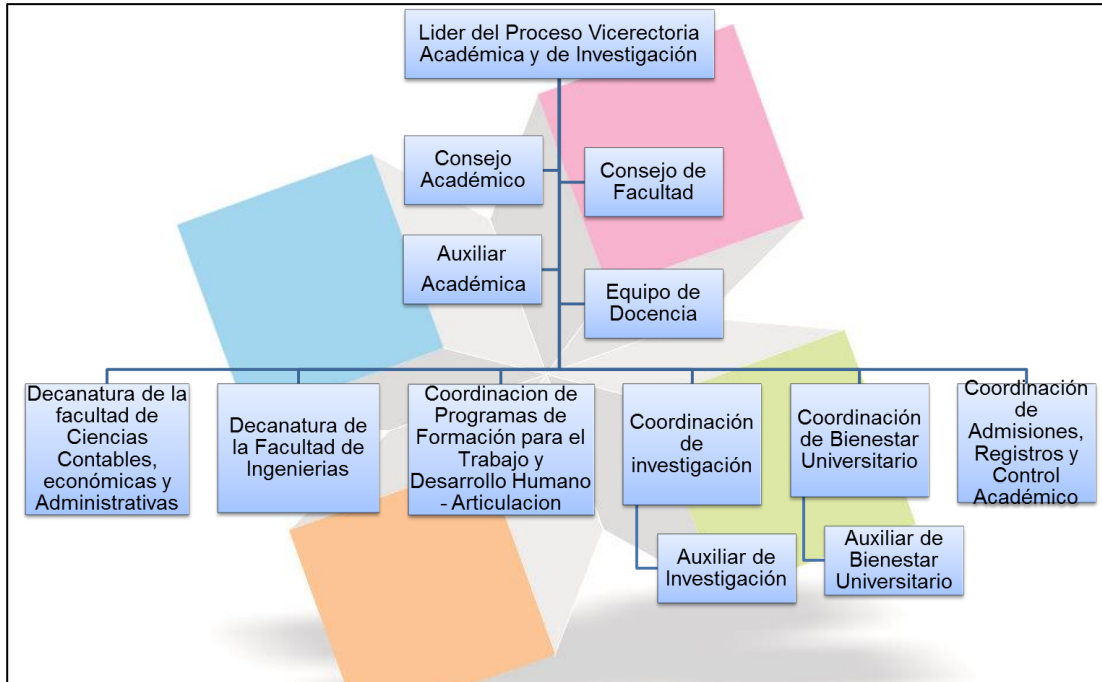 Lider del Proceso Vicerectoria
Académica y de Investigación
Consejo
Académico
Consejo de
Facultad
Auxiliar
Académica
Equipo de
Docencia
Decanatura de la
facultad de
Ciencias
Contables,
económicas y
Administrativas
Decanatura de
la Facultad de
Ingenierias
Coordinacion de
Programas de
Formación para el
Trabajo y
Desarrollo Humano
- Articulacion
Coordinación
de
investigación
Coordinación
de Bienestar
Universitario
Coordinación
de
Admisiones,
Registros y
Control
Académico
Auxiliar de
Investigación
Auxiliar de
Bienestar
Universitario